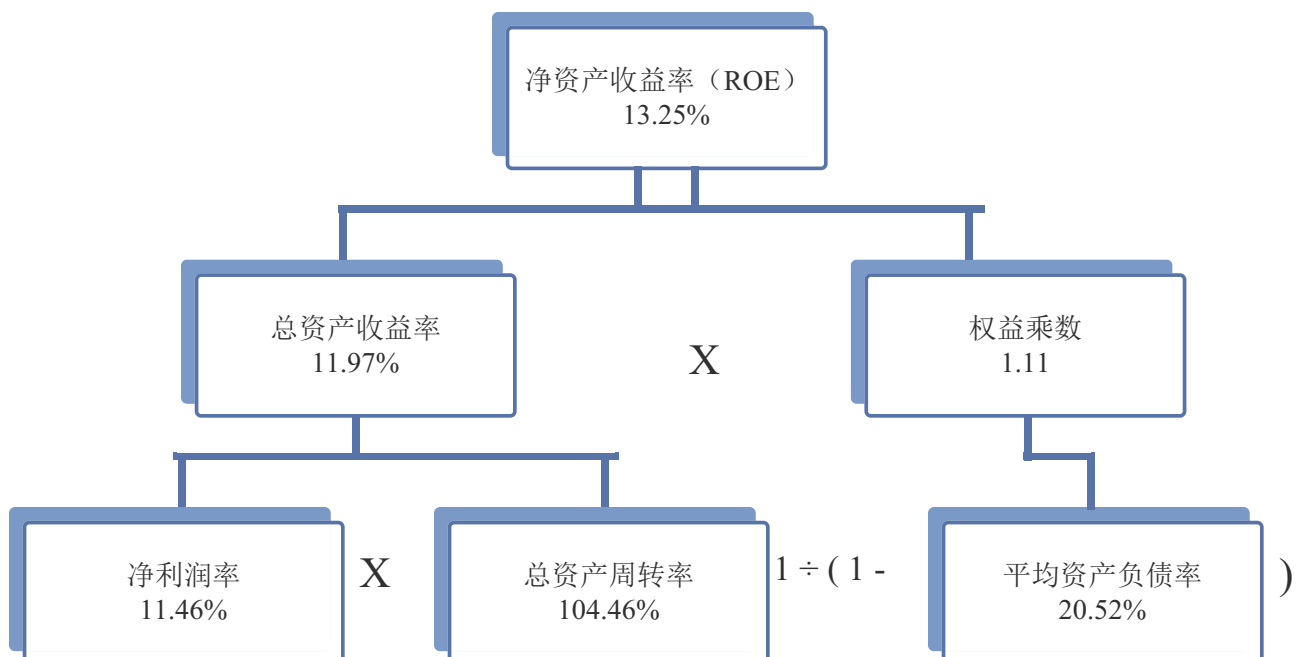 净资产收益率（ROE）
13.25%
总资产收益率
11.97%
X
权益乘数
1.11
净利润率
11.46%
X
总资产周转率
104.46%
1 ÷ ( 1 -
平均资产负债率
20.52%
)